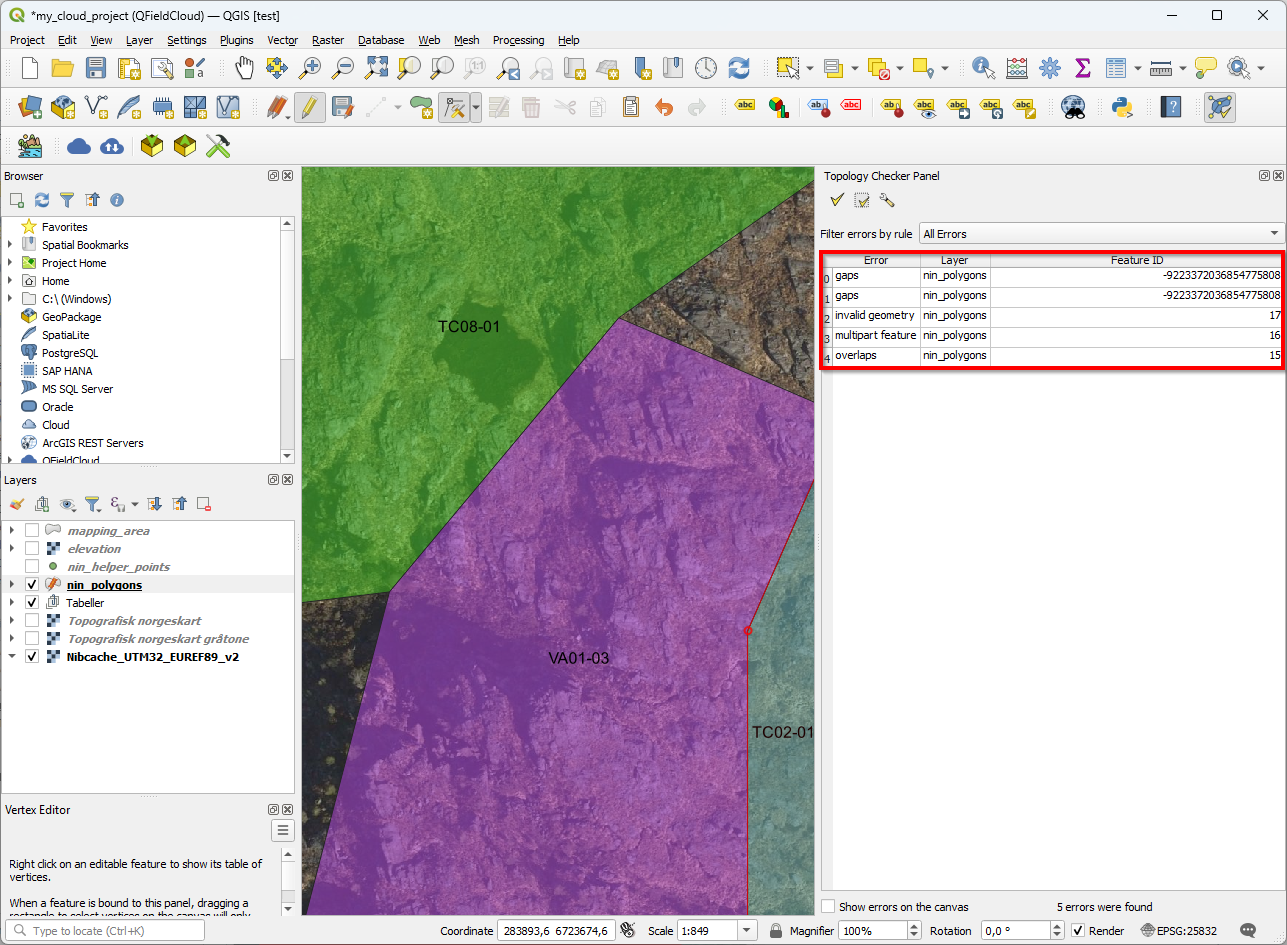 *my_cloud_project (QFieldCloud) — QGIS [test]
Project Edit View Layer Settings Plugins Vector Raster Database Web Mesh Processing Help
Browser
Favorites
Spatial Bookmarks
Project Home
Home
C:\ (Windows)
GeoPackage
SpatiaLite
PostgreSQL
SAP HANA
MS SQL Server
Oracle
Cloud
ArcGIS REST Servers
QFieldCloud
Layers
mapping_area
elevation
nin_helper_points
nin_polygons
Tabeller
Topografisk norgeskart
Topografisk norgeskart gråtone
Nibcache_UTM32_EUREF89_v2
Vertex Editor
Right click on an editable feature to show its table of
vertices.
When a feature is bound to this panel, dragging a
rectangle to select vertices on the canvas will only
TC08-01
VA01-03
TC02-01
Topology Checker Panel
Filter errors by rule All Errors
Error Layer Feature ID
0 gaps nin_polygons -9223372036854775808
1 gaps nin_polygons -9223372036854775808
2 invalid geometry nin_polygons 17
3 multipart feature nin_polygons 16
4 overlaps nin_polygons 15
Show errors on the canvas 5 errors were found
Type to locate (Ctrl+K) Coordinate 283893,6 6723674,6 Scale 1:849 Magnifier 100% Rotation 0,0 ° Render EPSG:25832